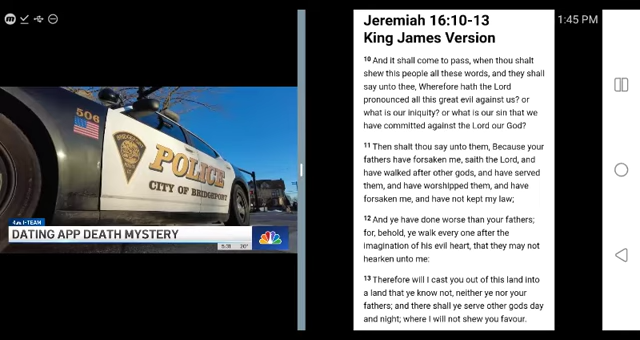 1:45 PM
506
POLICE
CITY OF BRIDGEPORT
I-TEAM
DATING APP DEATH MYSTERY
Jeremiah 16:10-13
King James Version
10 And it shall come to pass, when thou shalt
shew this people all these words, and they shall
say unto thee, Wherefore hath the Lord
pronounced all this great evil against us? or
what is our iniquity? or what is our sin that we
have committed against the Lord our God?
11 Then shalt thou say unto them, Because your
fathers have forsaken me, saith the Lord, and
have walked after other gods, and have served
them, and have worshipped them, and have
forsaken me, and have not kept my law;
12 And ye have done worse than your fathers;
for, behold, ye walk every one after the
imagination of his evil heart, that they may not
hearken unto me:
13 Therefore will I cast you out of this land into
a land that ye know not, neither ye nor your
fathers; and there shall ye serve other gods day
and night; where I will not shew you favour.